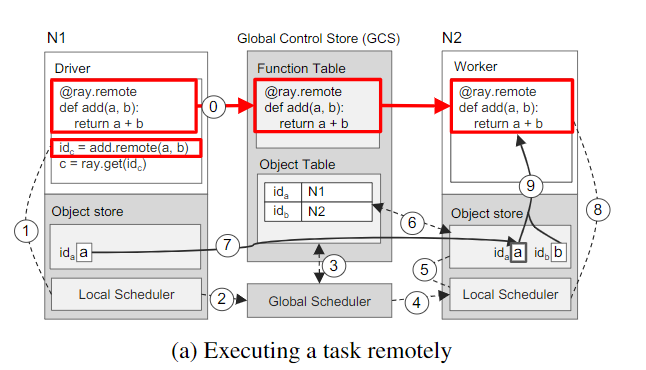 N1
Global Control Store (GCS)
N2
Driver
@ray.remote
def add(a, b):
return a + b
id_c = add.remote(a, b)
c = ray.get(id_c)
Function Table
@ray.remote
def add(a, b):
return a + b
Worker
@ray.remote
def add(a, b):
return a + b
0
Object Table
id_a N1
id_b N2
Object store
id_a a
Object store
id_a a id_b b
1
2
3
4
5
6
7
8
9
Local Scheduler
Global Scheduler
Local Scheduler
(a) Executing a task remotely